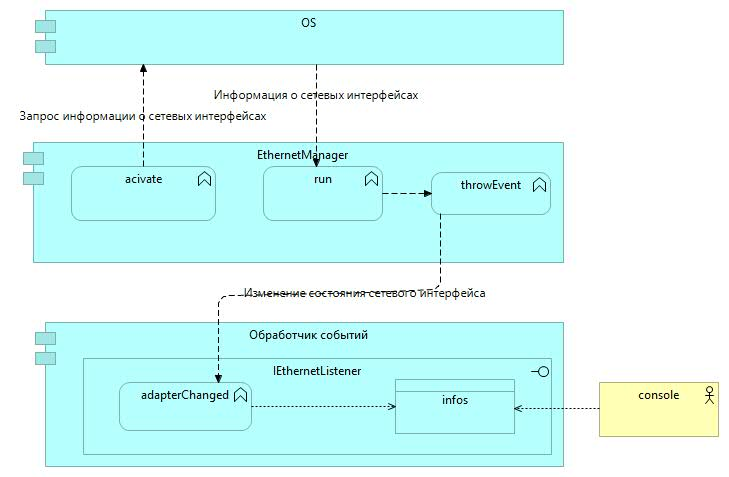 OS
Информация о сетевых интерфейсах
Запрос информации о сетевых интерфейсах
EthernetManager
acivate
run
throwEvent
Изменение состояния сетевого интерфейса
Обработчик событий
IEthernetListener
adapterChanged
infos
console